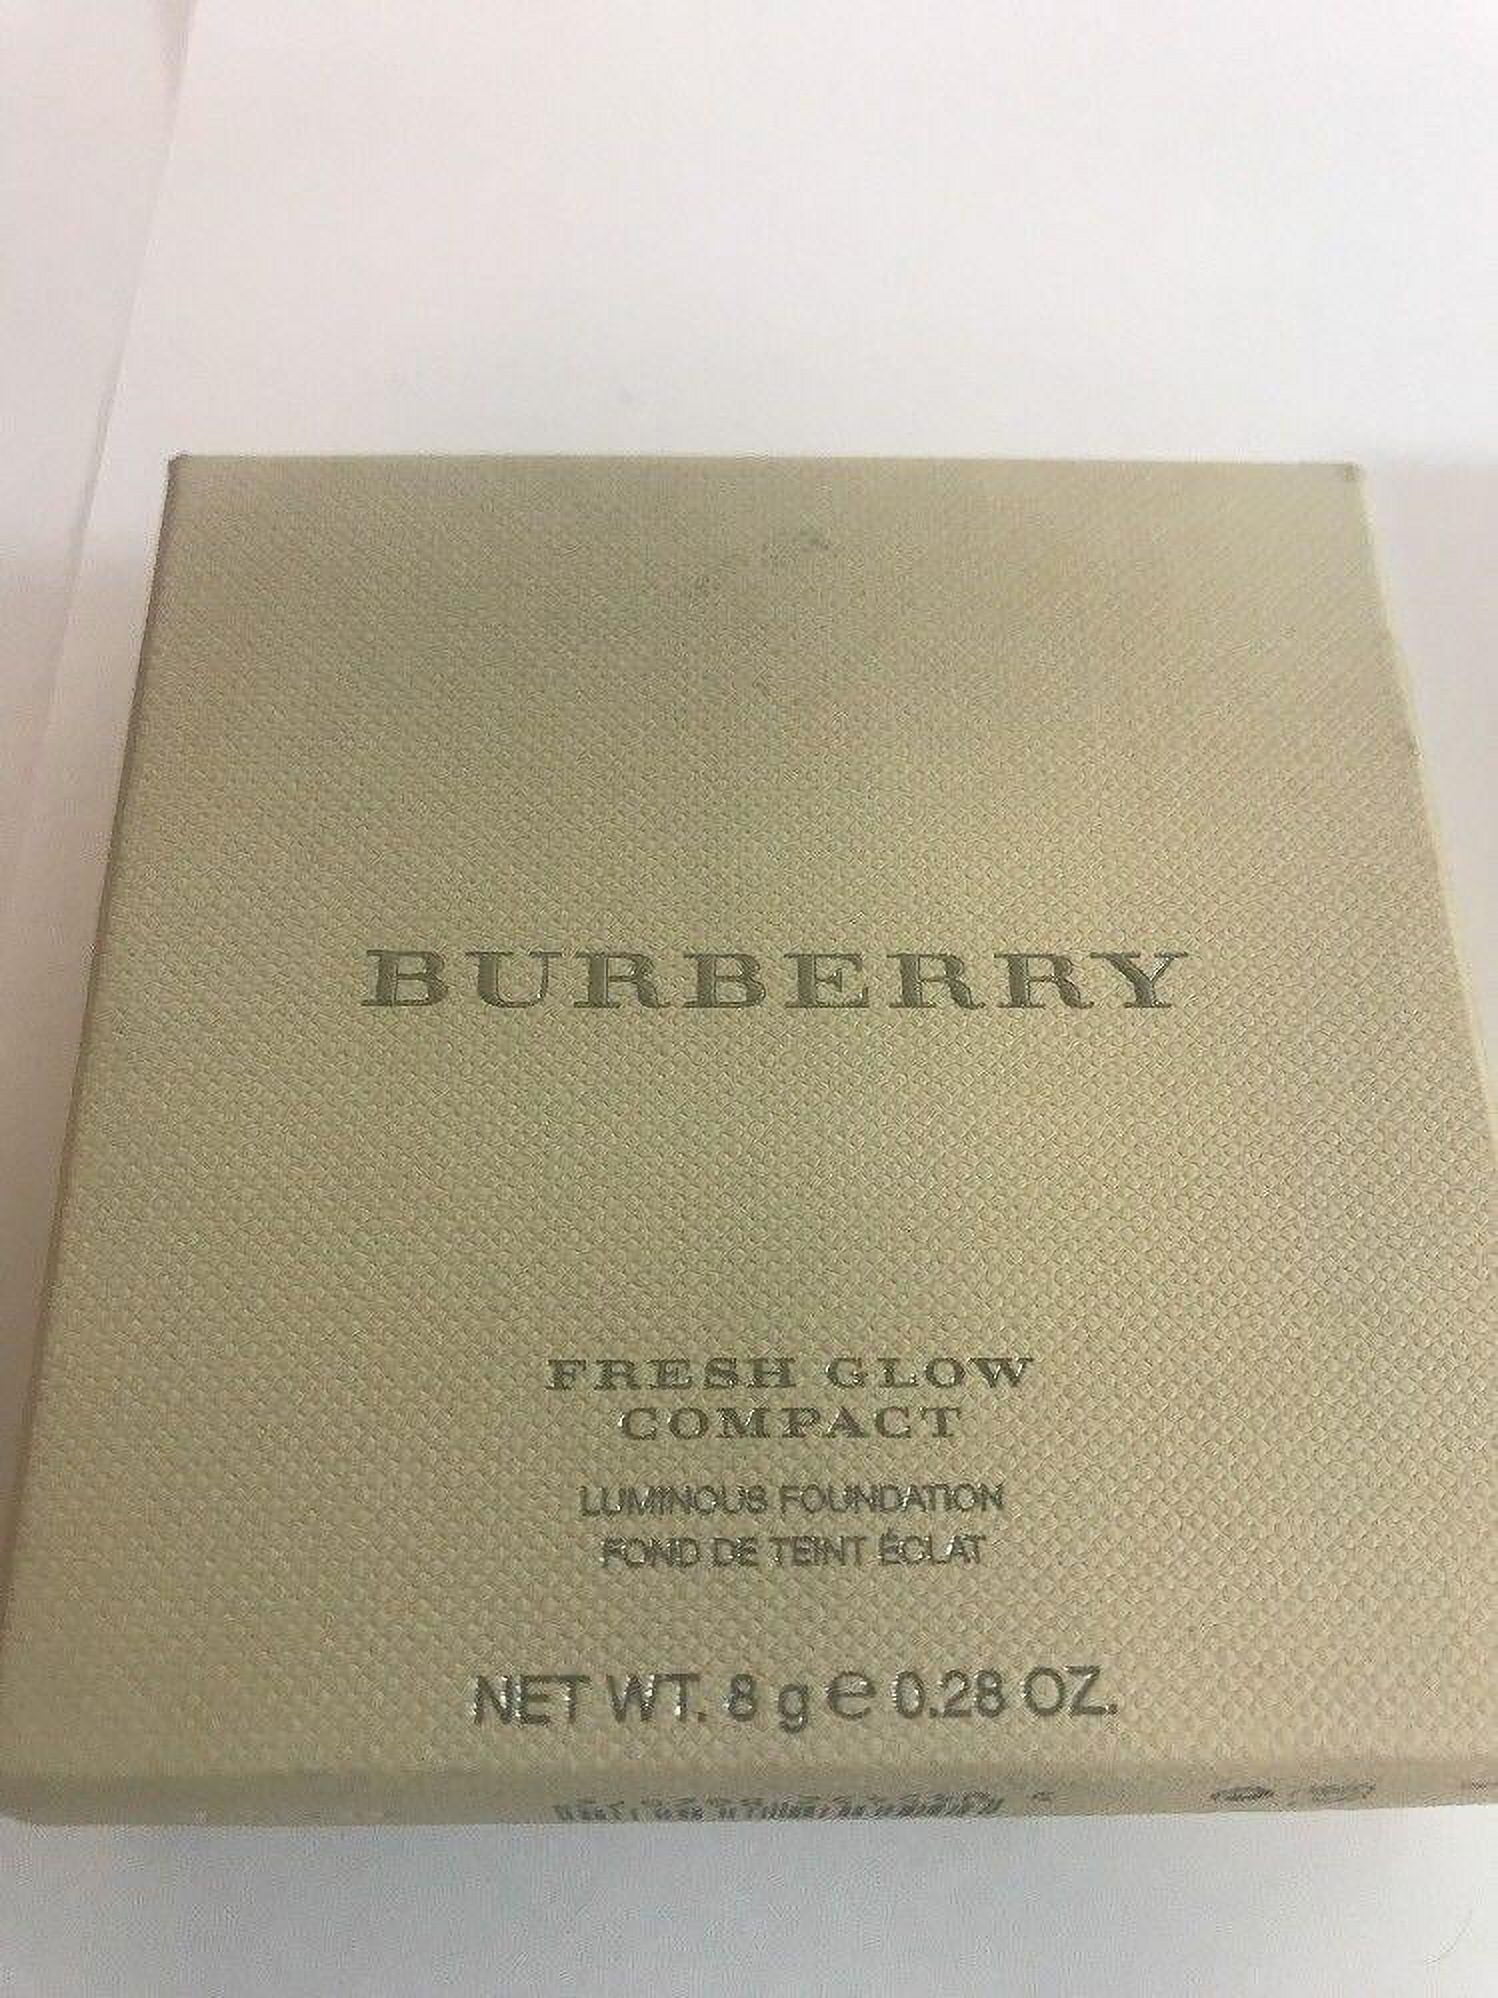 BURBERRY
FRESH GLOW
COMPACT
LUMINOUS FOUNDATION
FOND DE TEINT ÉCLAT
NET WT. 8 g e 0.28 OZ.